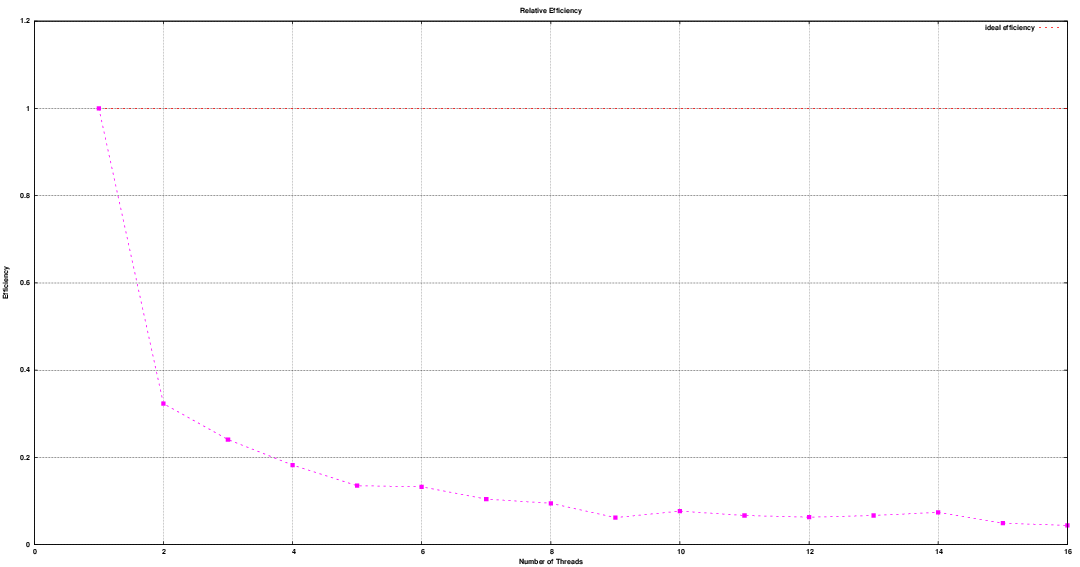 Relative Efficiency
1.2
ideal efficiency
1
0.8
0.6
Efficiency
0.4
0.2
0
0 2 4 6 8 10 12 14 16
Number of Threads